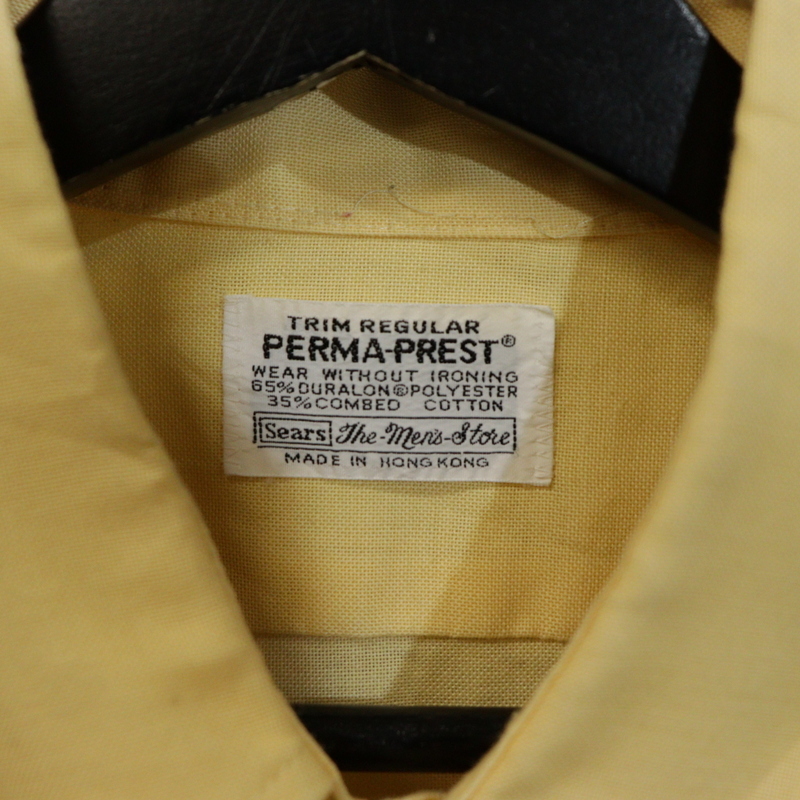 TRIM REGULAR
PERMA-PREST®
WEAR WITHOUT IRONING
65% DURALON® POLYESTER
35% COMBED COTTON
Sears The-Men's-Store
MADE IN HONG KONG